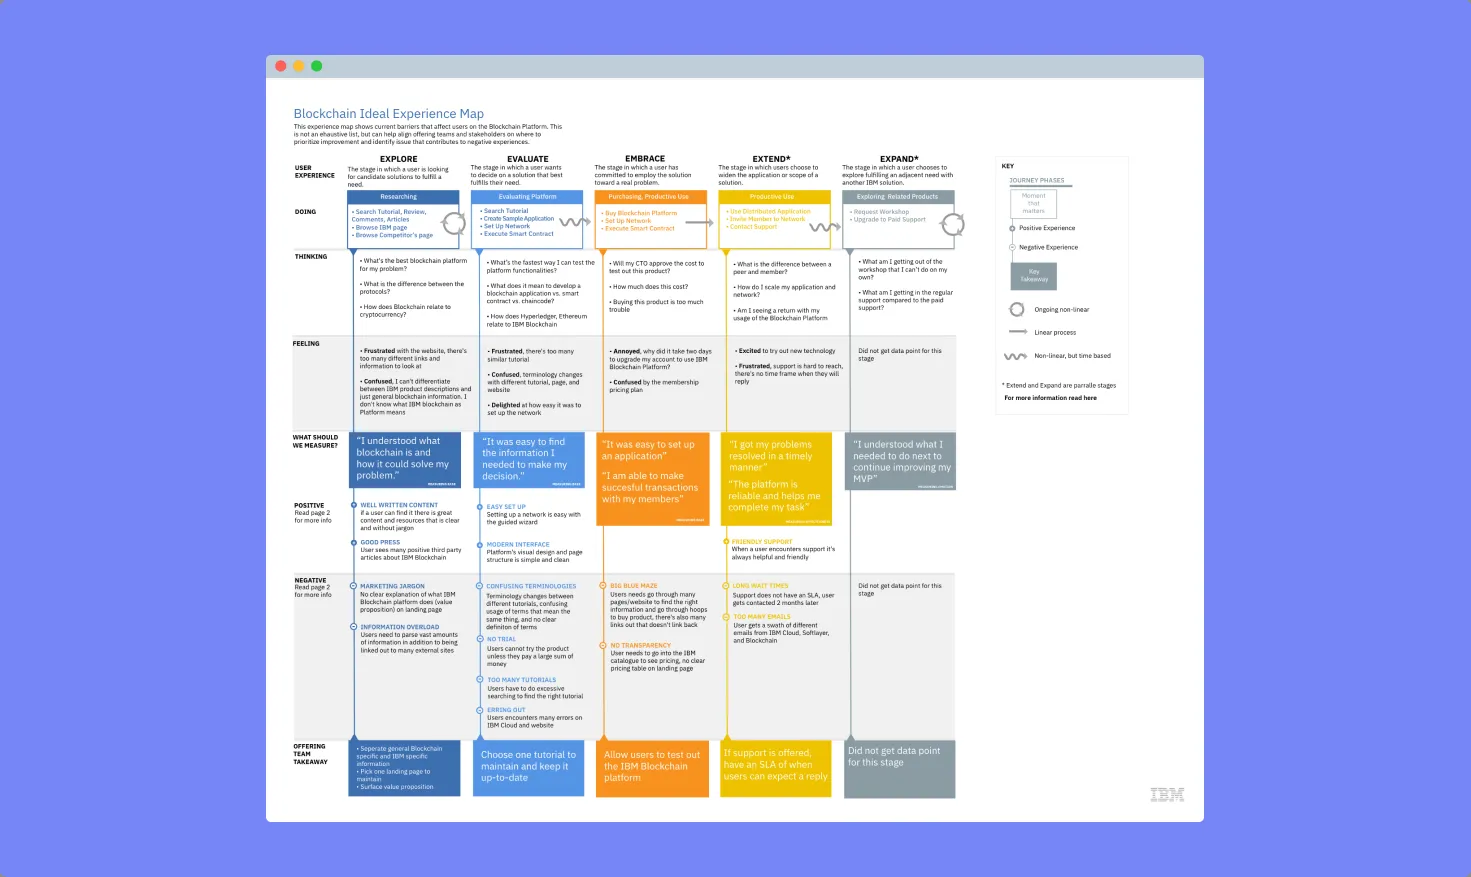 Blockchain Ideal Experience Map
This experience map shows current barriers that affect users on the Blockchain Platform. This
is not an ehaustive list, but can help align offering teams and stakeholders on where to
prioritize improvement and identify issue that contributes to negative experiences.
USER
EXPERIENCE
EXPLORE
The stage in which a user is looking
for candidate solutions to fulfill a
need.
EVALUATE
The stage in which a user wants
to decide on a solution that best
fulfills their need.
EMBRACE
The stage in which a user has
committed to employ the solution
toward a real problem.
EXTEND*
The stage in which users choose to
widen the application or scope of a
solution.
EXPAND*
The stage in which a user chooses to
explore fulfilling an adjacent need with
another IBM solution.
DOING
Researching
• Search Tutorial, Review,
Comments, Articles
• Browse IBM page
• Browse Competitor's page
Evaluating Platform
• Search Tutorial
• Create Sample Application
• Set Up Network
• Execute Smart Contract
Purchasing, Productive Use
• Buy Blockchain Platform
• Set Up Network
• Execute Smart Contract
Productive Use
• Use Distributed Application
• Invite Member to Network
• Contact Support
Exploring Related Products
• Request Workshop
• Upgrade to Paid Support
THINKING
• What's the best blockchain platform
for my problem?
• What is the difference between the
protocols?
• How does Blockchain relate to
cryptocurrency?
• What's the fastest way I can test the
platform functionalities?
• What does it mean to develop a
blockchain application vs. smart
contract vs. chaincode?
• How does Hyperledger, Ethereum
relate to IBM Blockchain
• Will my CTO approve the cost to
test out this product?
• How much does this cost?
• Buying this product is too much
trouble
• What is the difference between a
peer and member?
• How do I scale my application and
network?
• Am I seeing a return with my
usage of the Blockchain Platform
• What am I getting out of the
workshop that I can't do on my
own?
• What am I getting in the regular
support compared to the paid
support?
FEELING
• Frustrated with the website, there's
too many different links and
information to look at
• Confused, I can't differentiate
between IBM product descriptions and
just general blockchain information. I
don't know what IBM blockchain as
Platform means
• Frustrated, there's too many
similar tutorial
• Confused, terminology changes
with different tutorial, page, and
website
• Delighted at how easy it was to
set up the network
• Annoyed, why did it take two days
to upgrade my account to use IBM
Blockchain Platform?
• Confused by the membership
pricing plan
• Excited to try out new technology
• Frustrated, support is hard to reach,
there's no time frame when they will
reply
Did not get data point for this
stage
WHAT SHOULD
WE MEASURE?
"I understood what
blockchain is and
how it could solve my
problem."
"It was easy to find
the information I
needed to make my
decision."
"It was easy to set up
an application"
"I am able to make
succesful transactions
with my members"
"I got my problems
resolved in a timely
manner"
"The platform is
reliable and helps me
complete my task"
"I understood what I
needed to do next to
continue improving my
MVP"
POSITIVE
Read page 2
for more info
WELL WRITTEN CONTENT
if a user can find it there is great
content and resources that is clear
and without jargon
GOOD PRESS
User sees many positive third party
articles about IBM Blockchain
EASY SET UP
Setting up a network is easy with
the guided wizard
MODERN INTERFACE
Platform's visual design and page
structure is simple and clean
FRIENDLY SUPPORT
When a user encounters support it's
always helpful and friendly
NEGATIVE
Read page 2
for more info
MARKETING JARGON
No clear explanation of what IBM
Blockchain platform does (value
proposition) on landing page
INFORMATION OVERLOAD
Users need to parse vast amounts
of information in addition to being
linked out to many external sites
CONFUSING TERMINOLOGIES
Terminology changes between
different tutorials, confusing
usage of terms that mean the
same thing, and no clear
definiton of terms
NO TRIAL
Users cannot try the product
unless they pay a large sum of
money
TOO MANY TUTORIALS
Users have to do excessive
searching to find the right tutorial
ERRING OUT
Users encounters many errors on
IBM Cloud and website
BIG BLUE MAZE
Users needs go through many
pages/website to find the right
information and go through hoops
to buy product, there's also many
links out that doesn't link back
NO TRANSPARENCY
User needs to go into the IBM
catalogue to see pricing, no clear
pricing table on landing page
LONG WAIT TIMES
Support does not have an SLA, user
gets contacted 2 months later
TOO MANY EMAILS
User gets a swath of different
emails from IBM Cloud, Softlayer,
and Blockchain
Did not get data point for this
stage
OFFERING
TEAM
TAKEAWAY
• Seperate general Blockchain
specific and IBM specific
information
• Pick one landing page to
maintain
• Surface value proposition
Choose one tutorial to
maintain and keep it
up-to-date
Allow users to test out
the IBM Blockchain
platform
If support is offered,
have an SLA of when
users can expect a reply
Did not get data point
for this stage
KEY
JOURNEY PHASES
Moment
That
matters
Positive Experience
Negative Experience
Key
Takeaway
Ongoing non-linear
Linear process
Non-linear, but time based
* Extend and Expand are parralle stages
For more information read here
IBM